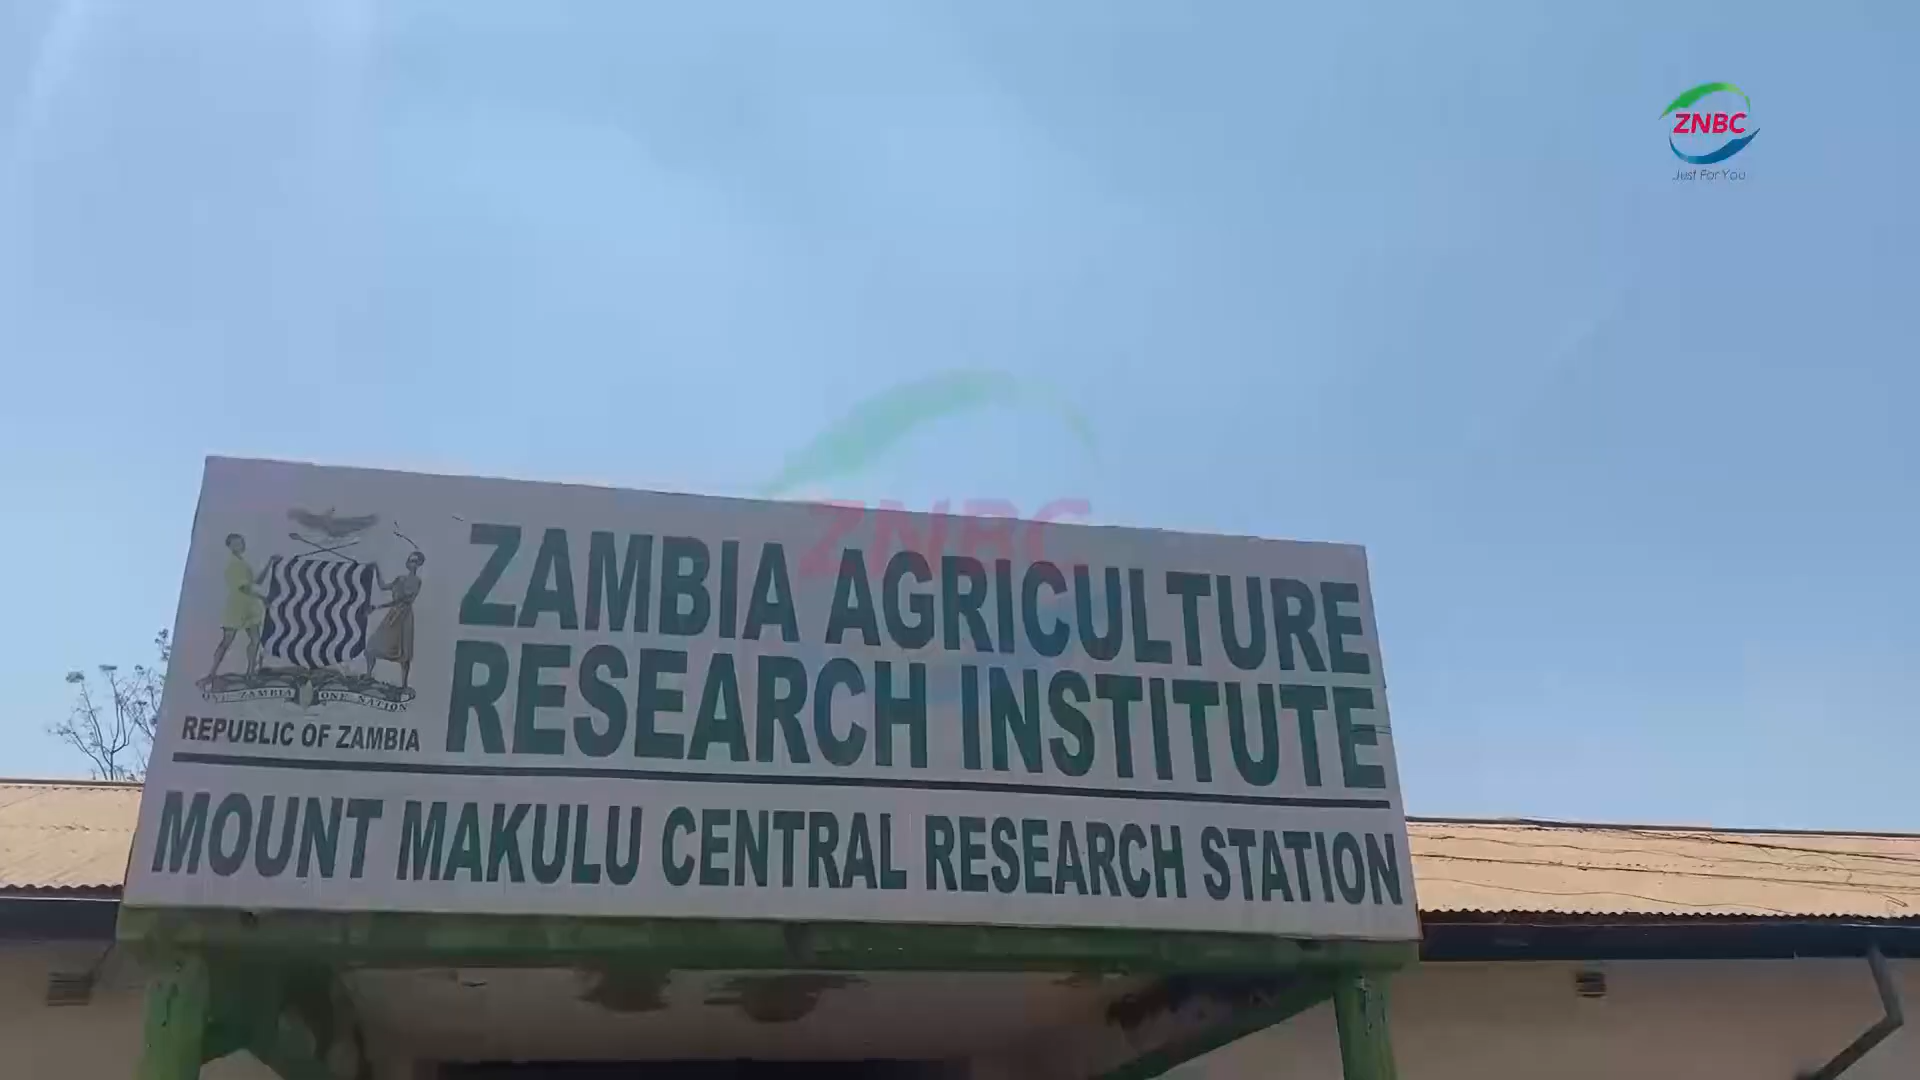 ZNBC
Just For You
ZNBC
ZAMBIA AGRICULTURE
RESEARCH INSTITUTE
ONE ZAMBIA ONE NATION
REPUBLIC OF ZAMBIA
MOUNT MAKULU CENTRAL RESEARCH STATION